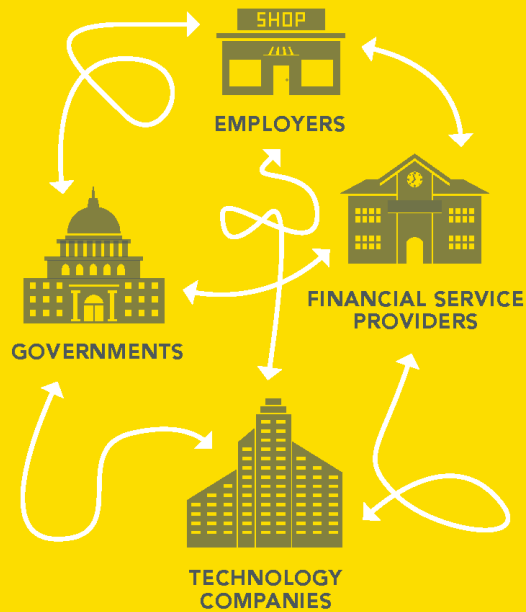 SHOP
EMPLOYERS
FINANCIAL SERVICE
PROVIDERS
GOVERNMENTS
TECHNOLOGY
COMPANIES